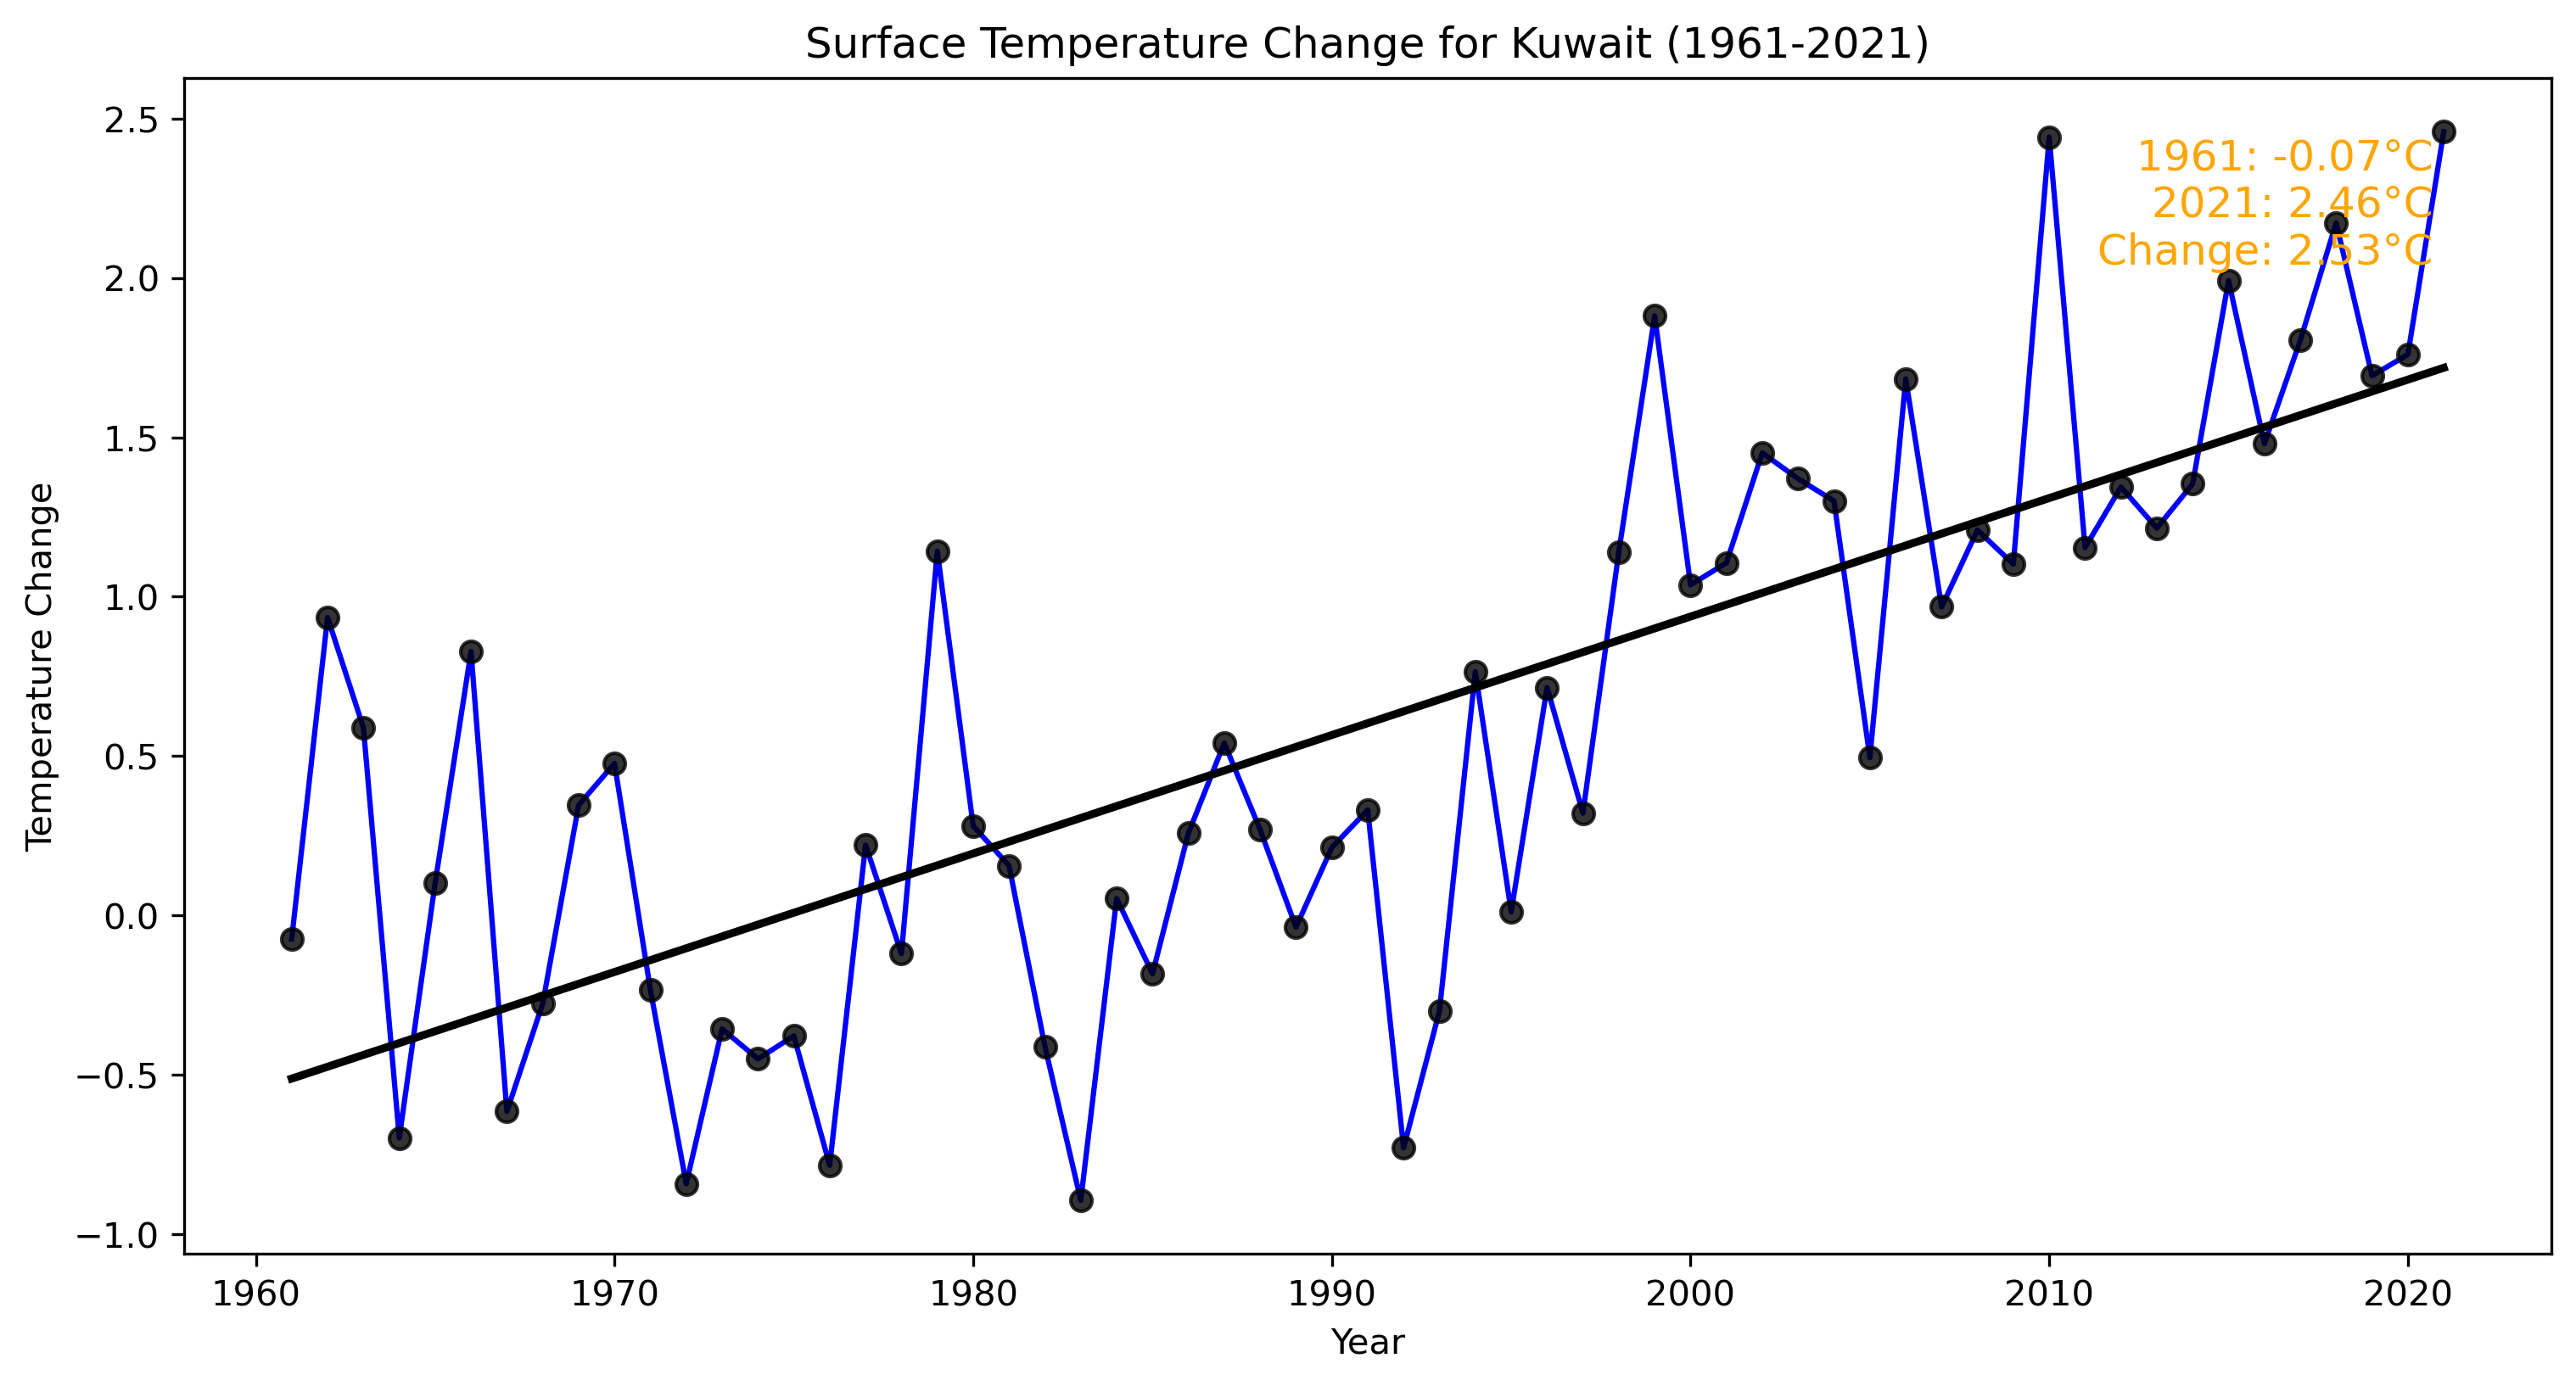 Surface Temperature Change for Kuwait (1961-2021)
2.5
2.0
1.5
1.0
0.5
0.0
−0.5
−1.0
Temperature Change
1961: -0.07°C
2021: 2.46°C
Change: 2.53°C
1960 1970 1980 1990 2000 2010 2020
Year